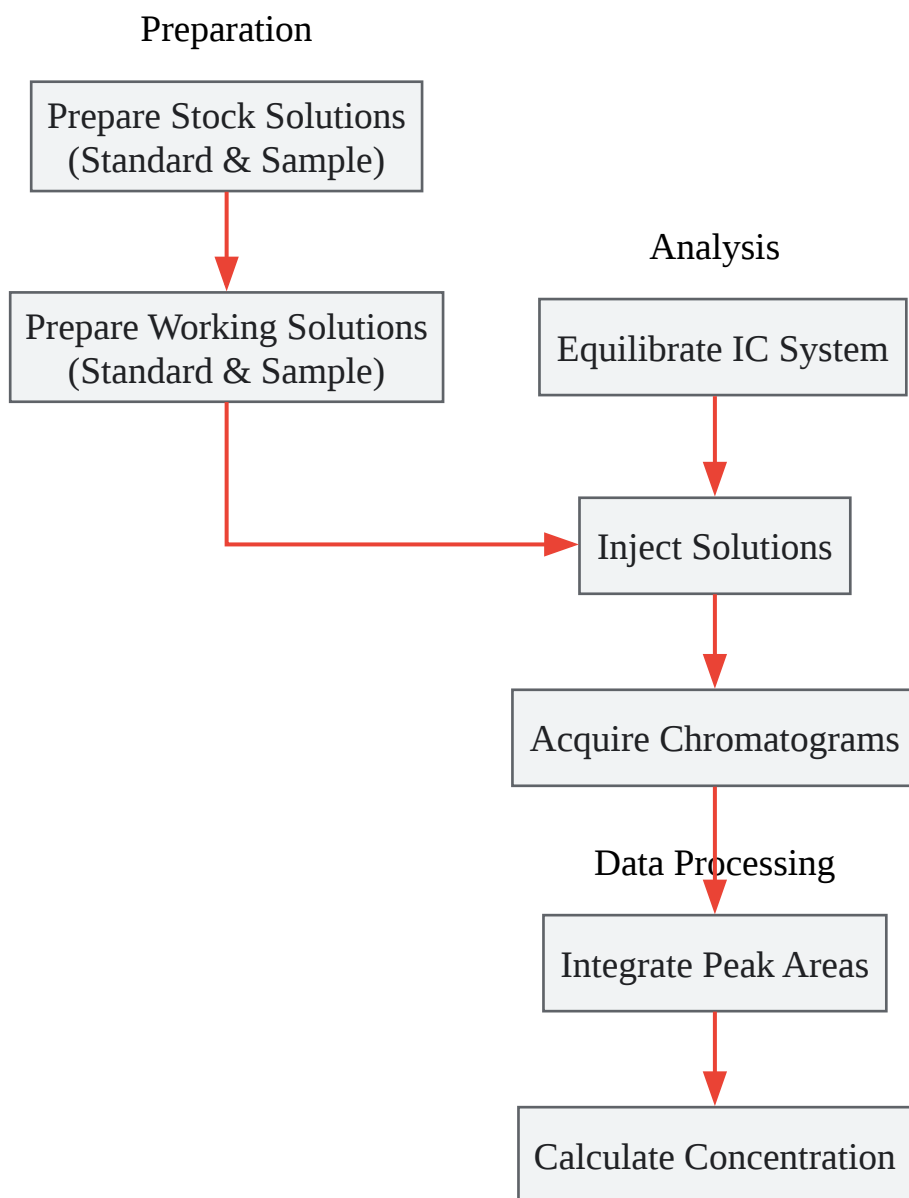 Preparation
Prepare Stock Solutions
(Standard & Sample)
Prepare Working Solutions
(Standard & Sample)
Analysis
Equilibrate IC System
Inject Solutions
Acquire Chromatograms
Data Processing
Integrate Peak Areas
Calculate Concentration